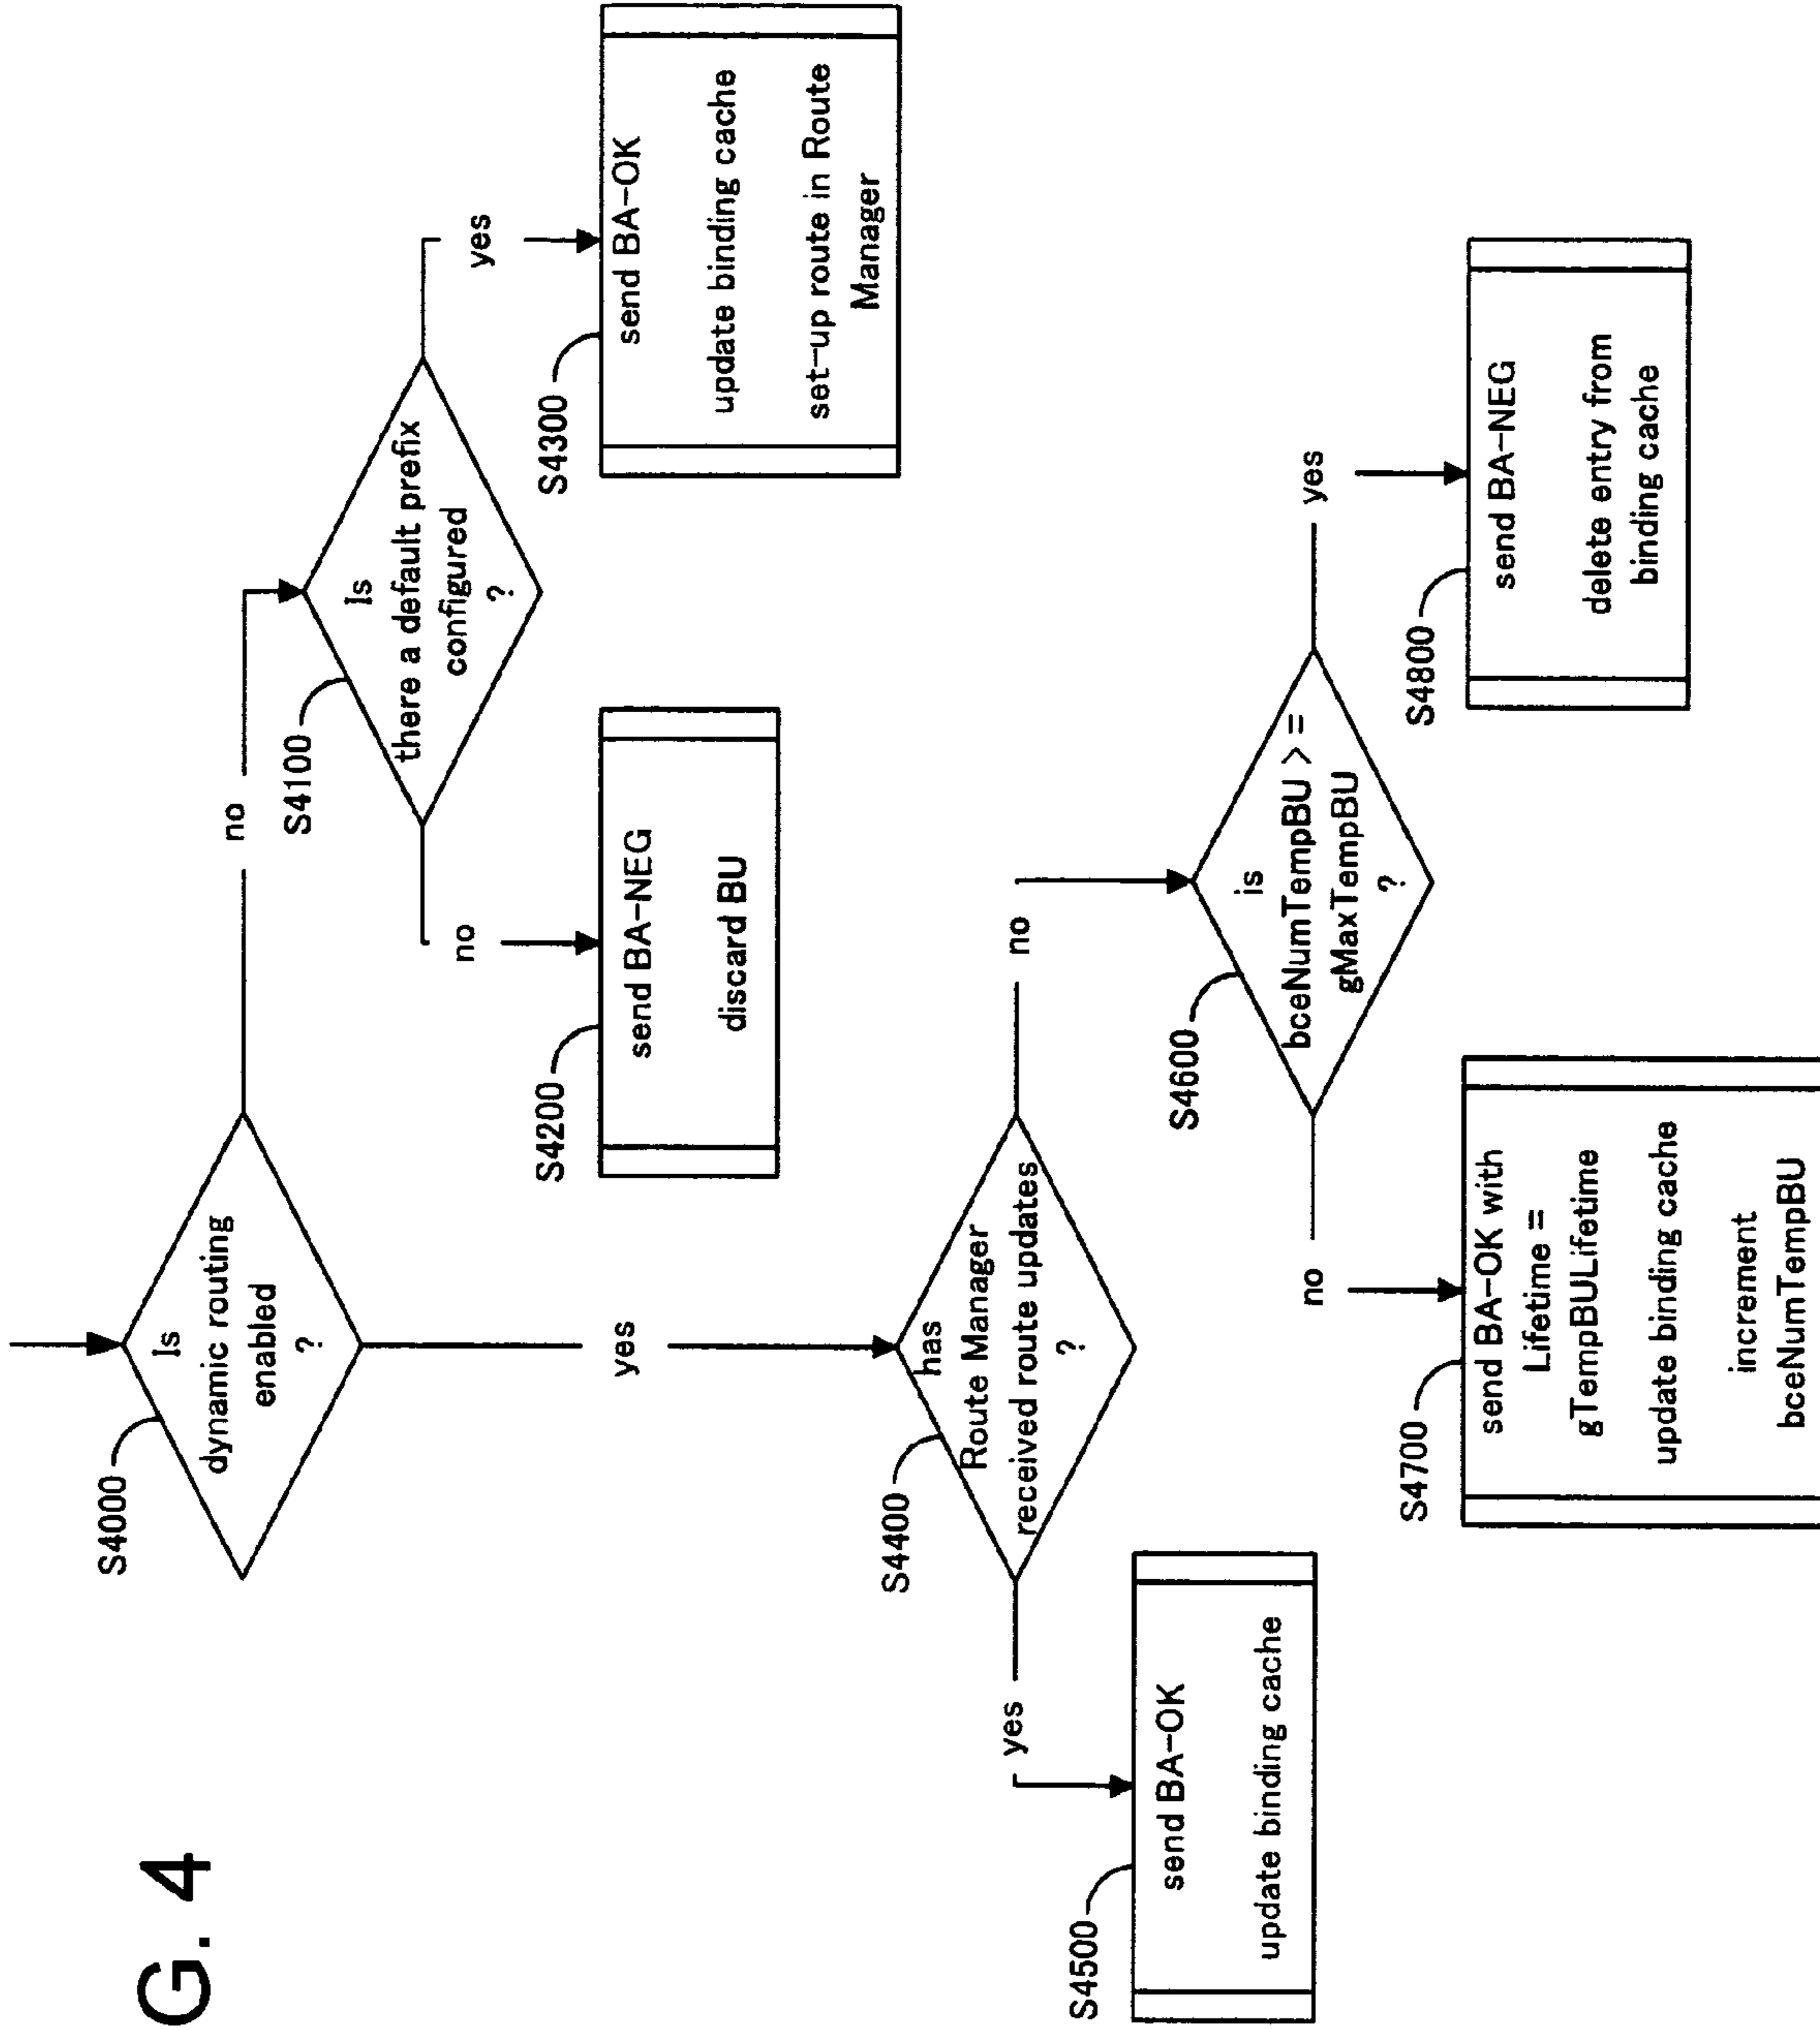 G. 4
S4000
Is
dynamic routing
enabled
?
no
S4100
Is
there a default prefix
configured
?
no
yes
S4200
send BA-NEG
discard BU
S4300
send BA-OK
update binding cache
set-up route in Route
Manager
yes
S4400
has
Route Manager
received route updates
?
yes
no
S4500
send BA-OK
update binding cache
S4600
is
bceNumTempBU >=
gMaxTempBU
?
no
yes
S4700
send BA-OK with
Lifetime =
gTempBULifetime
update binding cache
increment
bceNumTempBU
S4800
send BA-NEG
delete entry from
binding cache